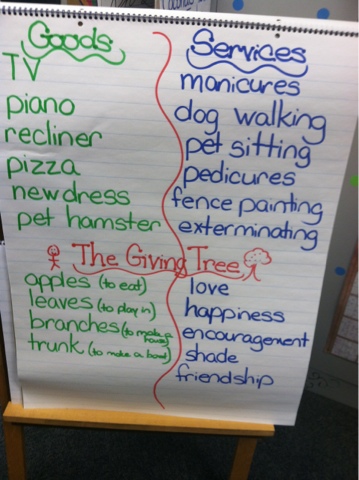 Goods
TV
piano
recliner
pizza
new dress
pet hamster
Services
manicures
dog walking
pet sitting
pedicures
fence painting
exterminating
The Giving Tree
apples (to eat)
leaves (to play in)
branches (to make a house)
trunk (to make a boat)
love
happiness
encouragement
shade
friendship